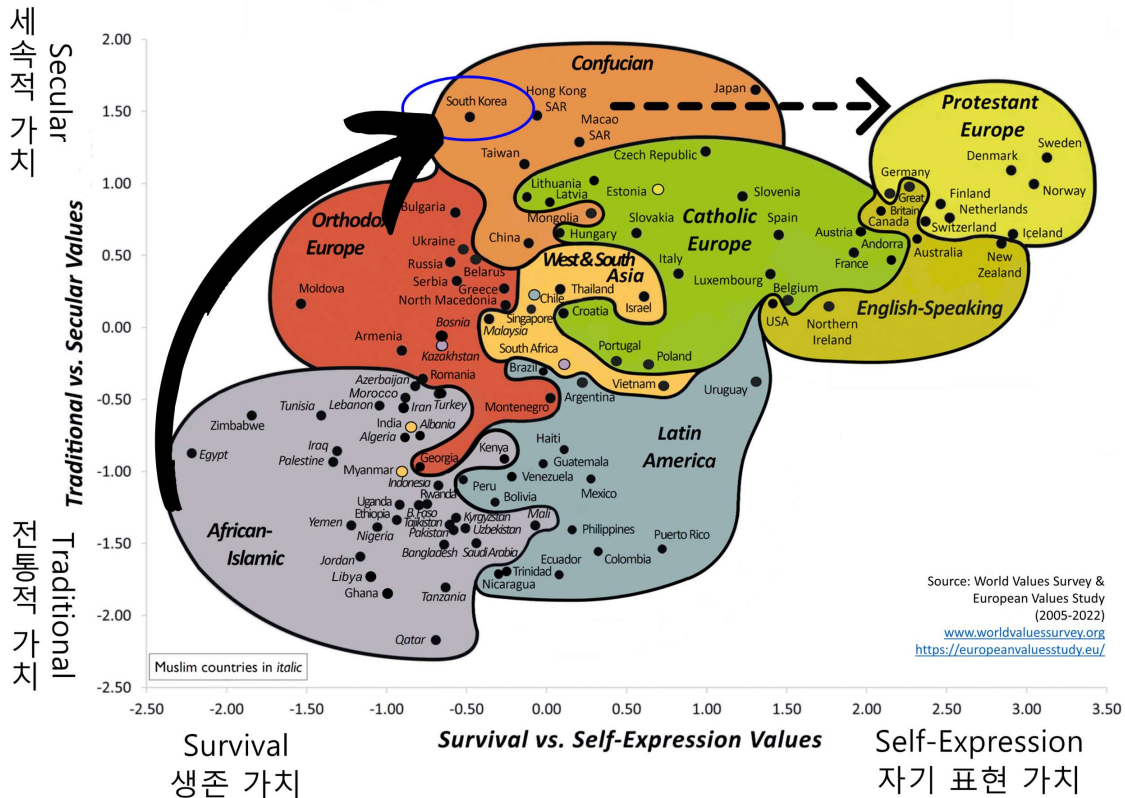 세속적 가치
Secular
Traditional vs. Secular Values
전통적 가치
Traditional
2.00
1.50
1.00
0.50
0.00
-0.50
-1.00
-1.50
-2.00
-2.50
Confucian
South Korea
Hong Kong
SAR
Japan
Macao
SAR
Taiwan
Mongolia
China
Protestant
Europe
Sweden
Denmark
Norway
Germany
Finland
Netherlands
Switzerland
Iceland
Great
Britain
Canada
Australia
New
Zealand
English-Speaking
USA
Northern
Ireland
Czech Republic
Lithuania
Latvia
Estonia
Slovenia
Slovakia
Catholic
Europe
Spain
Hungary
Austria
Andorra
France
Italy
Luxembourg
Belgium
Croatia
Portugal
Poland
Orthodox
Europe
Bulgaria
Ukraine
Russia
Belarus
Serbia
Greece
North Macedonia
Moldova
Bosnia
Armenia
Kazakhstan
Romania
Montenegro
Georgia
West & South
Asia
Thailand
Chile
Israel
Singapore
Malaysia
South Africa
Vietnam
Brazil
Argentina
Uruguay
Latin
America
Haiti
Guatemala
Venezuela
Peru
Mexico
Bolivia
Philippines
Puerto Rico
Ecuador
Colombia
Trinidad
Nicaragua
Azerbaijan
Morocco
Lebanon
Iran
Turkey
Tunisia
Zimbabwe
India
Albania
Algeria
Egypt
Iraq
Palestine
Myanmar
Kenya
Indonesia
Rwanda
Uganda
B. Faso
Ethiopia
Tajikistan
Kyrgyzstan
Mali
Yemen
Nigeria
Pakistan
Uzbekistan
African-
Islamic
Bangladesh
Saudi Arabia
Jordan
Libya
Ghana
Tanzania
Qatar
Muslim countries in italic
Source: World Values Survey &
European Values Study
(2005-2022)
www.worldvaluessurvey.org
https://europeanvaluesstudy.eu/
-2.50
-2.00
-1.50
-1.00
-0.50
0.00
0.50
1.00
1.50
2.00
2.50
3.00
3.50
Survival
생존 가치
Survival vs. Self-Expression Values
Self-Expression
자기 표현 가치